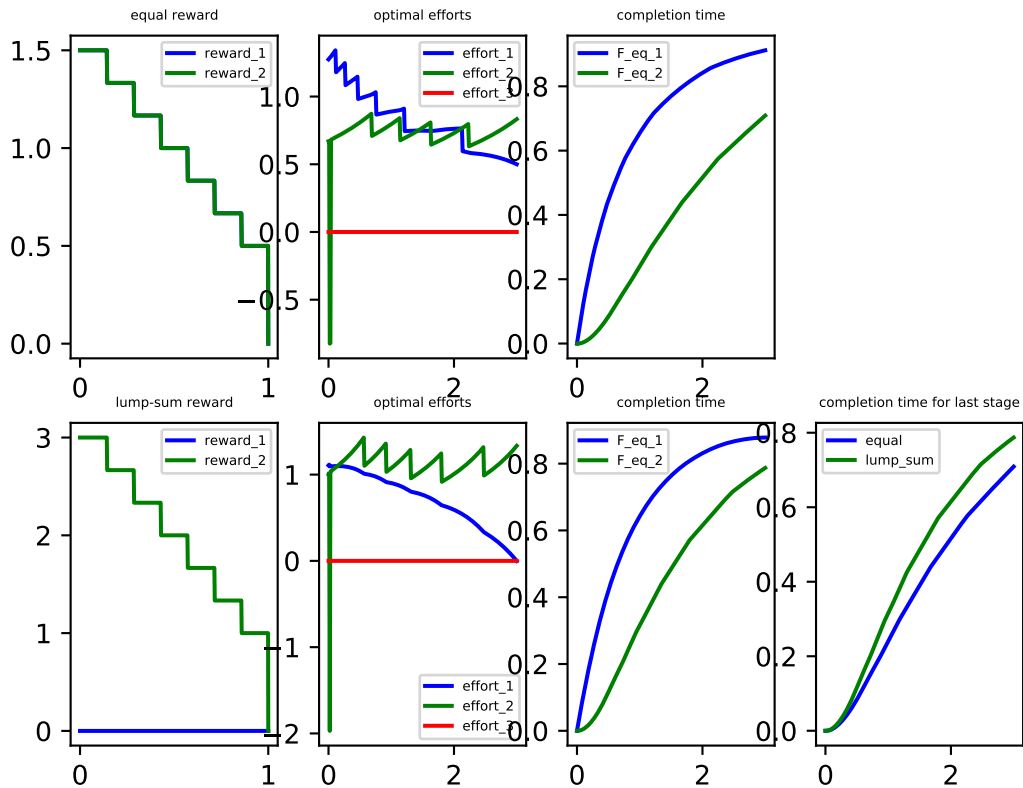 equal reward
1.5
1.0
0.5
0.0
0
1
reward_1
reward_2
optimal efforts
1.0
0.5
0.0
−0.5
0
2
effort_1
effort_2
effort_3
completion time
0.8
0.6
0.4
0.2
0.0
0
2
F_eq_1
F_eq_2
lump-sum reward
3
2
1
0
0
1
reward_1
reward_2
optimal efforts
1
0
−1
−2
0
2
effort_1
effort_2
effort_3
completion time
0.8
0.6
0.4
0.2
0.0
0
2
F_eq_1
F_eq_2
completion time for last stage
0.8
0.6
0.4
0.2
0.0
0
2
equal
lump_sum